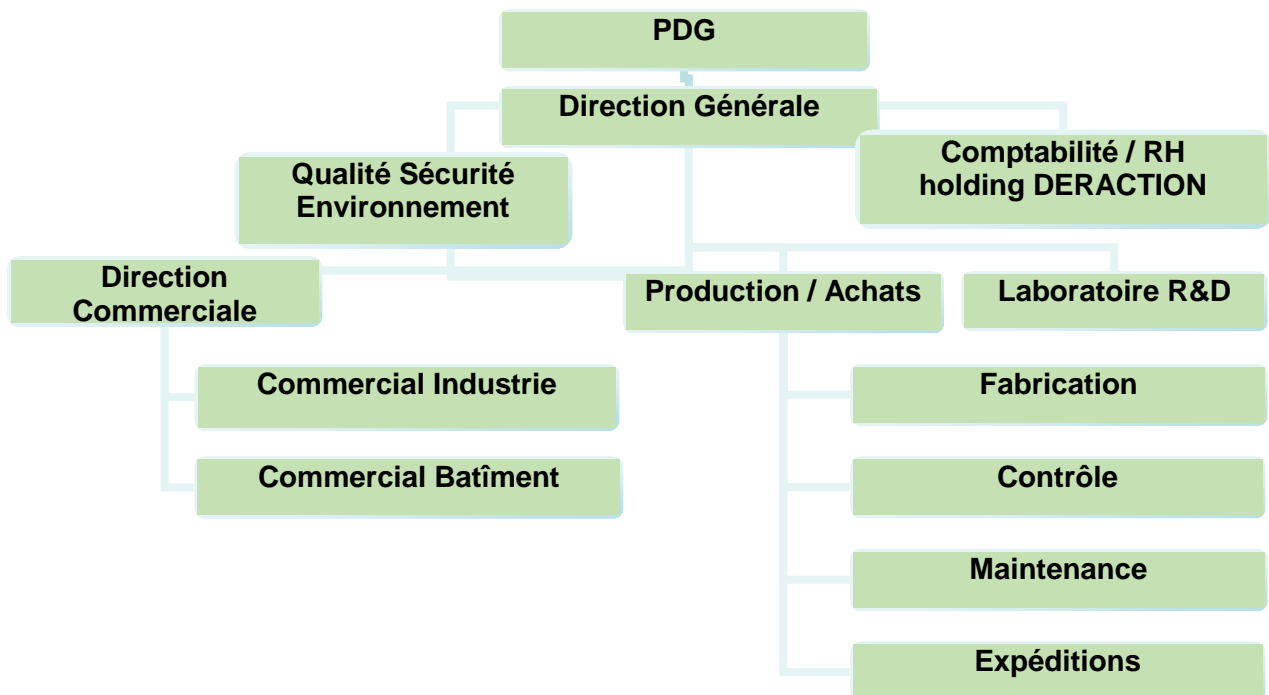 PDG
Direction Générale
Comptabilité / RH
holding DERACTION
Qualité Sécurité
Environnement
Direction
Commerciale
Production / Achats
Laboratoire R&D
Commercial Industrie
Fabrication
Commercial Batîment
Contrôle
Maintenance
Expéditions